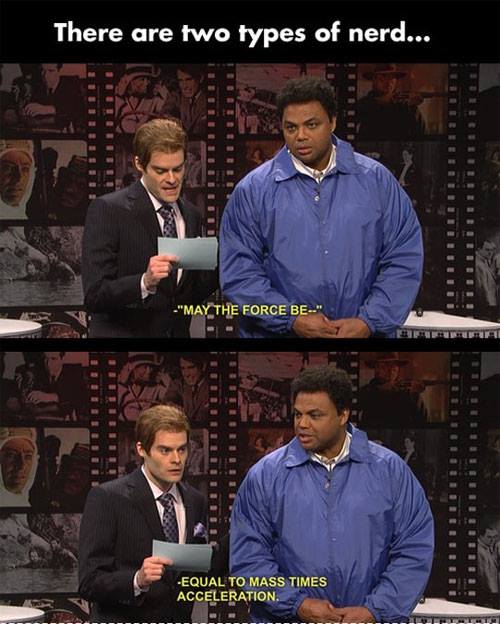 There are two types of nerd...
-"MAY THE FORCE BE--"
-EQUAL TO MASS TIMES
ACCELERATION.